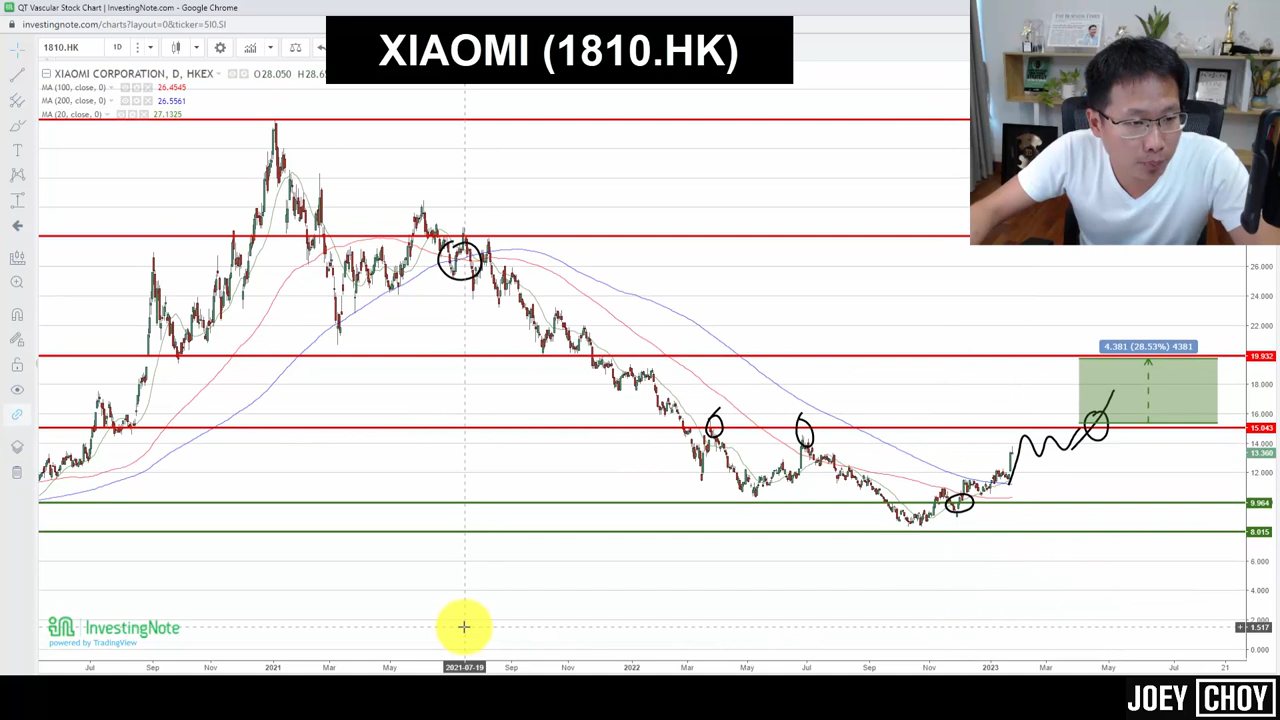 QT Vascular Stock Chart | InvestingNote - Google Chrome
investingnote.com/charts?layout=0&ticker=5I0.SI
XIAOMI (1810.HK)
1810.HK 1D
XIAOMI CORPORATION, D, HKEX O28.050
MA (100, close, 0) 26.4545
MA (200, close, 0) 26.5561
MA (20, close, 0) 27.1325
26.000
24.000
22.000
4.381 (28.53%) 4381
19.932
18.000
16.000
15.043
14.000
13.360
12.000
9.964
8.015
6.000
4.000
2.000
1.517
0.000
InvestingNote
powered by TradingView
Jul Sep Nov 2021 Mar May 2021-07-19 Sep Nov 2022 Mar May Jul Sep Nov 2023 Mar May Jul 21
JOEY CHOY